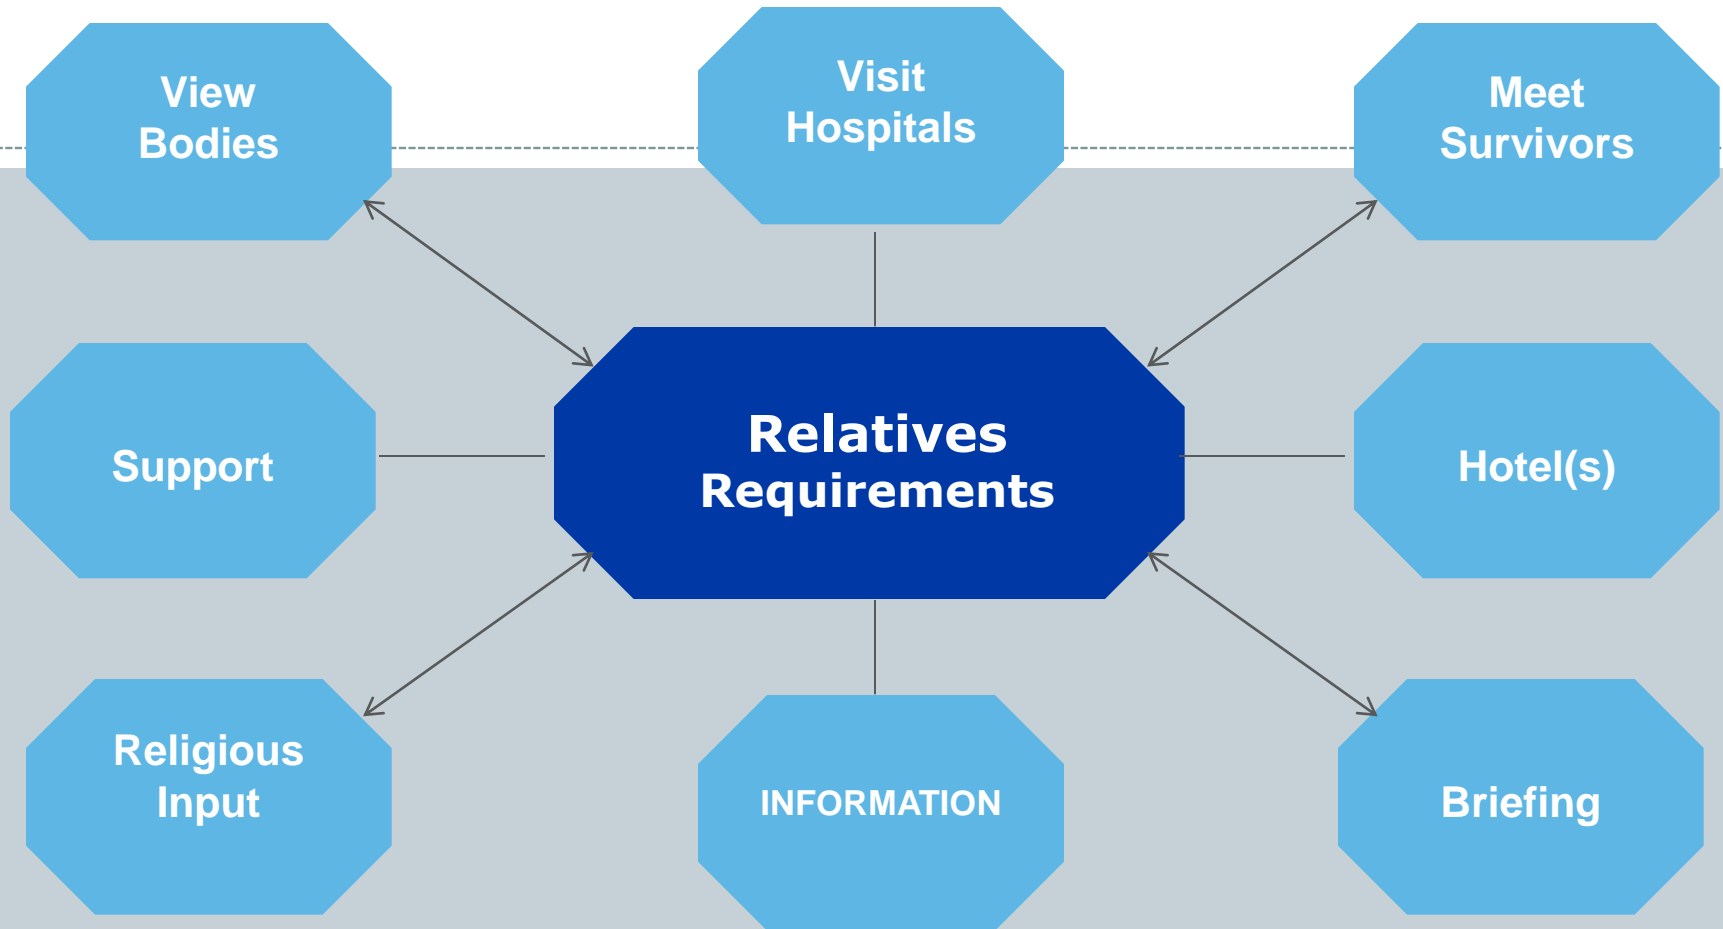 View
Bodies
Visit
Hospitals
Meet
Survivors
Support
Relatives
Requirements
Hotel(s)
Religious
Input
INFORMATION
Briefing